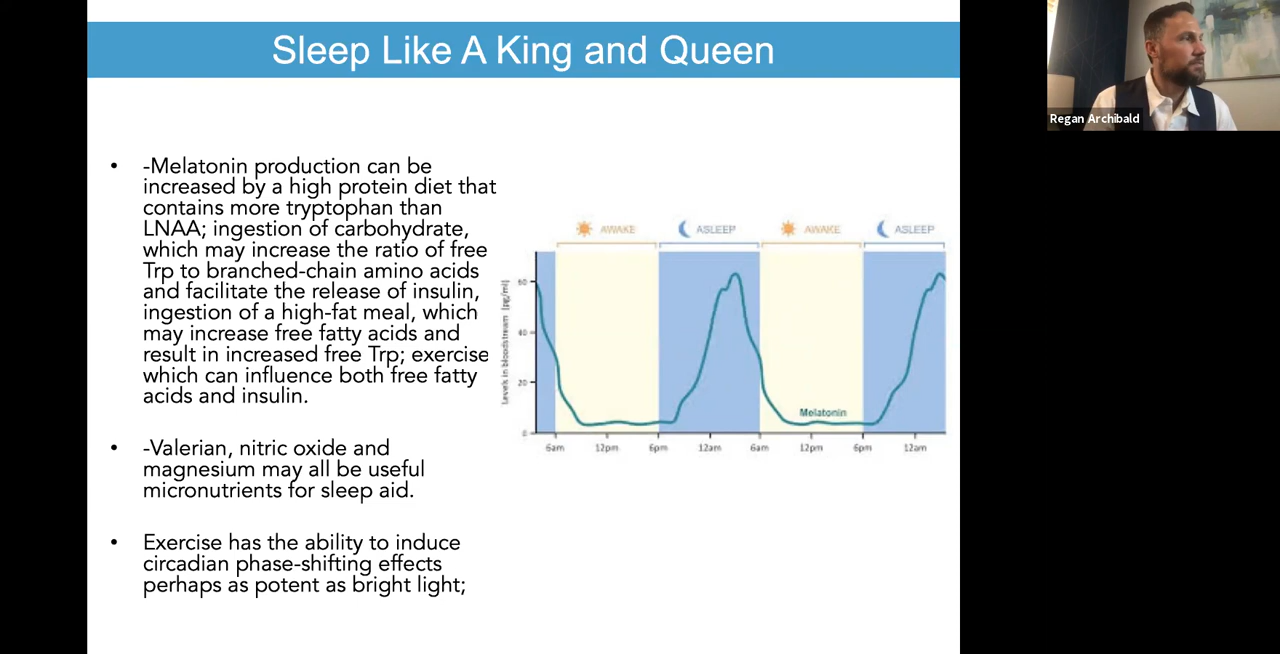 Sleep Like A King and Queen
Regan Archibald
• -Melatonin production can be
increased by a high protein diet that
contains more tryptophan than
LNAA; ingestion of carbohydrate,
which may increase the ratio of free
Trp to branched-chain amino acids
and facilitate the release of insulin,
ingestion of a high-fat meal, which
may increase free fatty acids and
result in increased free Trp; exercise
which can influence both free fatty
acids and insulin.
• -Valerian, nitric oxide and
magnesium may all be useful
micronutrients for sleep aid.
• Exercise has the ability to induce
circadian phase-shifting effects
perhaps as potent as bright light;
AWAKE ASLEEP AWAKE ASLEEP
Levels in bloodstream (pg/ml)
60
40
20
0
Melatonin
6am 12pm 6pm 12am 6am 12pm 6pm 12am